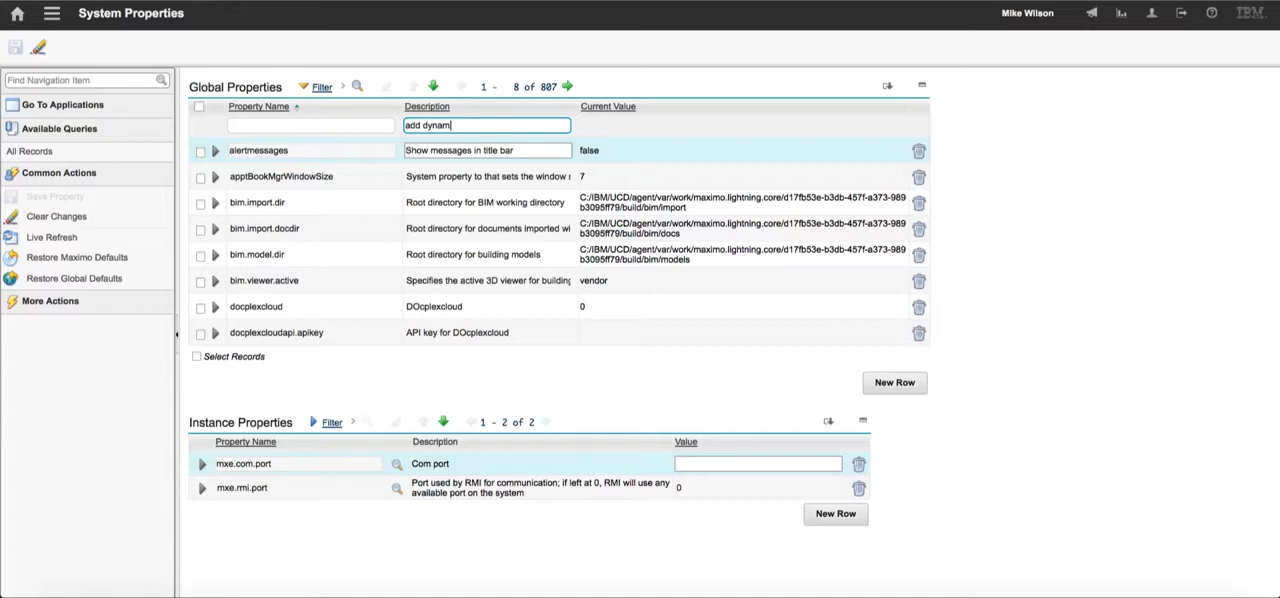 System Properties
Mike Wilson
IBM.
Find Navigation Item
Go To Applications
Available Queries
All Records
Common Actions
Save Property
Clear Changes
Live Refresh
Restore Maximo Defaults
Restore Global Defaults
More Actions
Global Properties Filter 1 - 8 of 807
Property Name Description Current Value
add dynam
alertmessages Show messages in title bar false
apptBookMgrWindowSize System property to that sets the window s 7
bim.import.dir Root directory for BIM working directory C:/IBM/UCD/agent/var/work/maximo.lightning.core/d17fb53e-b3db-457f-a373-989
b3095ff79/build/bim/import
bim.import.docdir Root directory for documents imported wi C:/IBM/UCD/agent/var/work/maximo.lightning.core/d17fb53e-b3db-457f-a373-989
b3095ff79/build/bim/docs
bim.model.dir Root directory for building models C:/IBM/UCD/agent/var/work/maximo.lightning.core/d17fb53e-b3db-457f-a373-989
b3095ff79/build/bim/models
bim.viewer.active Specifies the active 3D viewer for building vendor
docplexcloud DOcplexcloud 0
docplexcloudapi.apikey API key for DOcplexcloud
Select Records
New Row
Instance Properties Filter 1 - 2 of 2
Property Name Description Value
mxe.com.port Com port
mxe.rmi.port Port used by RMI for communication; if left at 0, RMI will use any
available port on the system 0
New Row